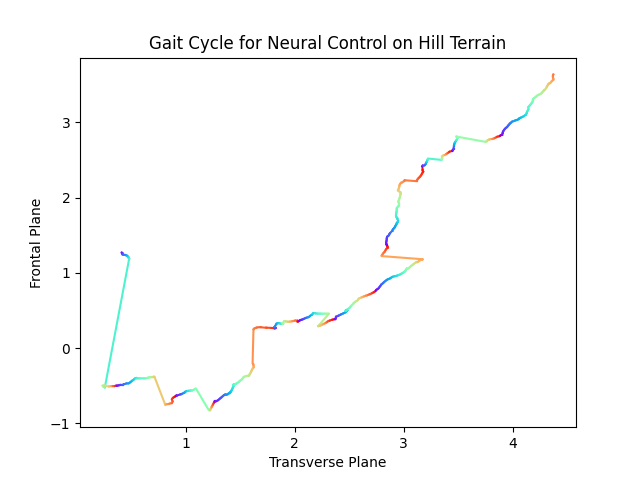 Gait Cycle for Neural Control on Hill Terrain
Frontal Plane
3
2
1
0
−1
1 2 3 4
Transverse Plane